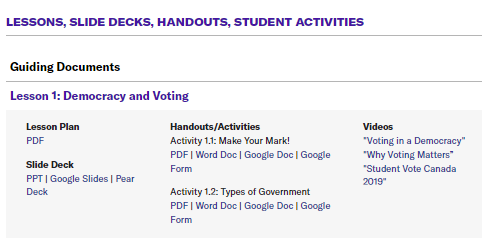 LESSONS, SLIDE DECKS, HANDOUTS, STUDENT ACTIVITIES
Guiding Documents
Lesson 1: Democracy and Voting
Lesson Plan
PDF
Slide Deck
PPT | Google Slides | Pear
Deck
Handouts/Activities
Activity 1.1: Make Your Mark!
PDF | Word Doc | Google Doc | Google
Form
Activity 1.2: Types of Government
PDF | Word Doc | Google Doc | Google
Form
Videos
"Voting in a Democracy"
"Why Voting Matters"
"Student Vote Canada
2019"